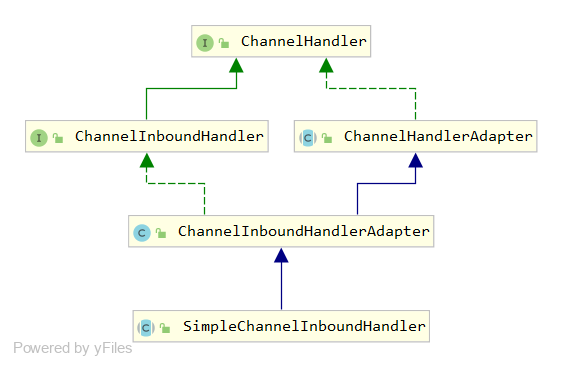 I ChannelHandler
I ChannelInboundHandler
C ChannelHandlerAdapter
C ChannelInboundHandlerAdapter
C SimpleChannelInboundHandler
Powered by yFiles